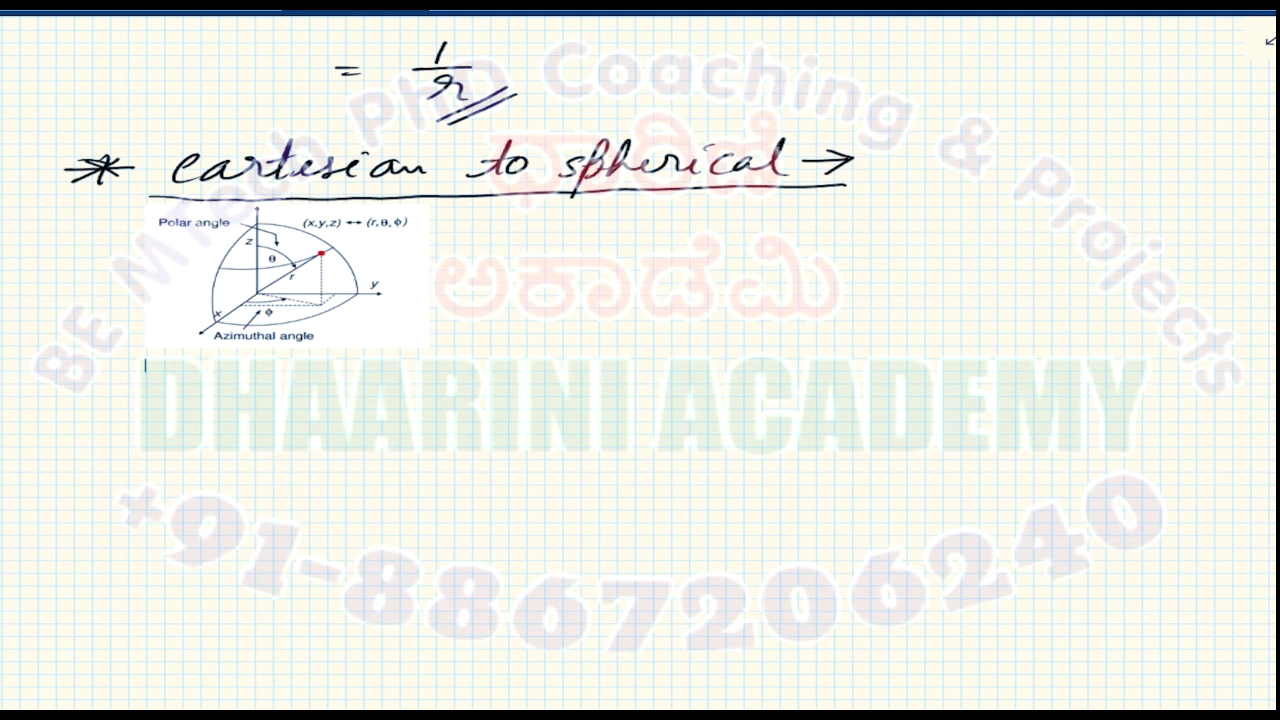 = 1/r
* cartesian to spherical →
Polar angle
(x,y,z) ↔ (r,θ,ϕ)
z
θ
r
y
x
ϕ
Azimuthal angle
BE MTech PhD Coaching & Projects
ಧಾರಿಣಿ
ಅಕಾಡೆಮಿ
DHAARINI ACADEMY
+91-8867206240